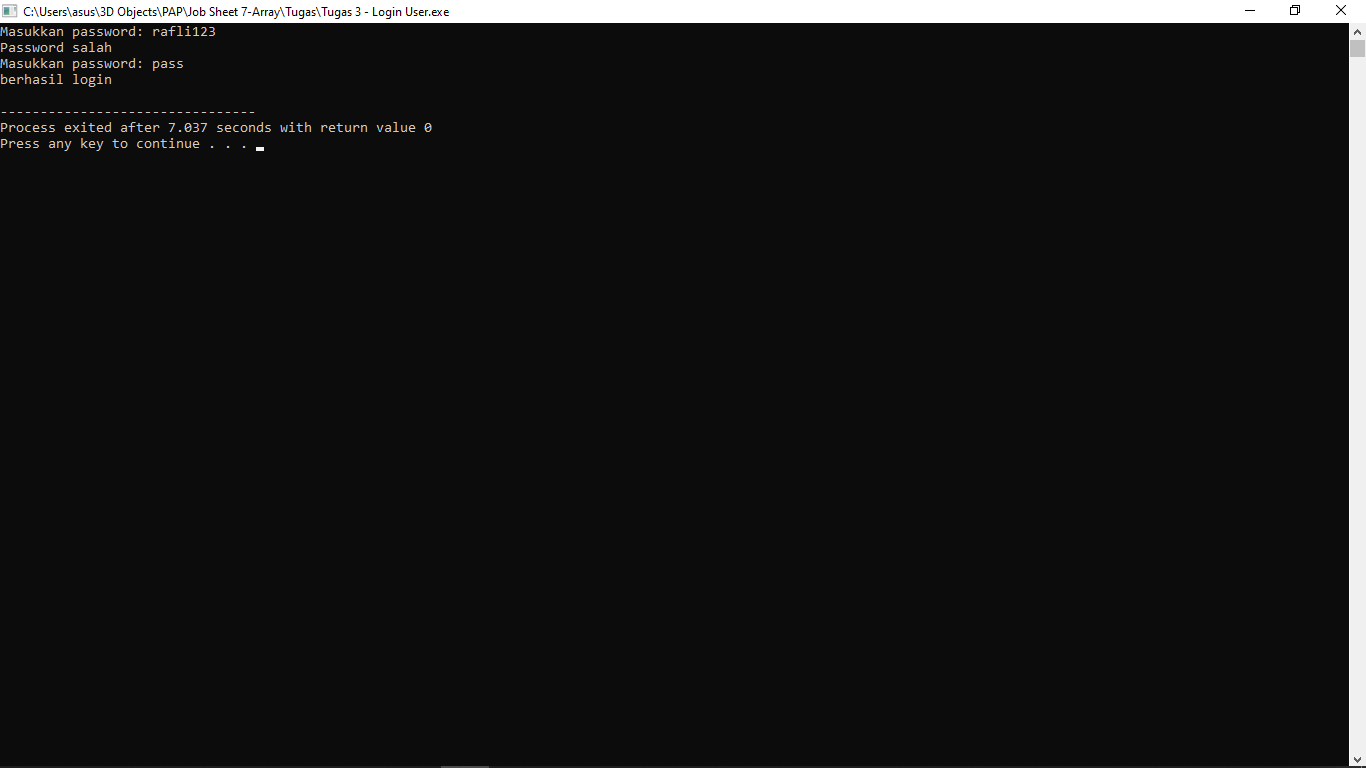 C:\Users\asus\3D Objects\PAP\Job Sheet 7-Array\Tugas\Tugas 3 - Login User.exe
Masukkan password: rafli123
Password salah
Masukkan password: pass
berhasil login
--------------------------------
Process exited after 7.037 seconds with return value 0
Press any key to continue . . .